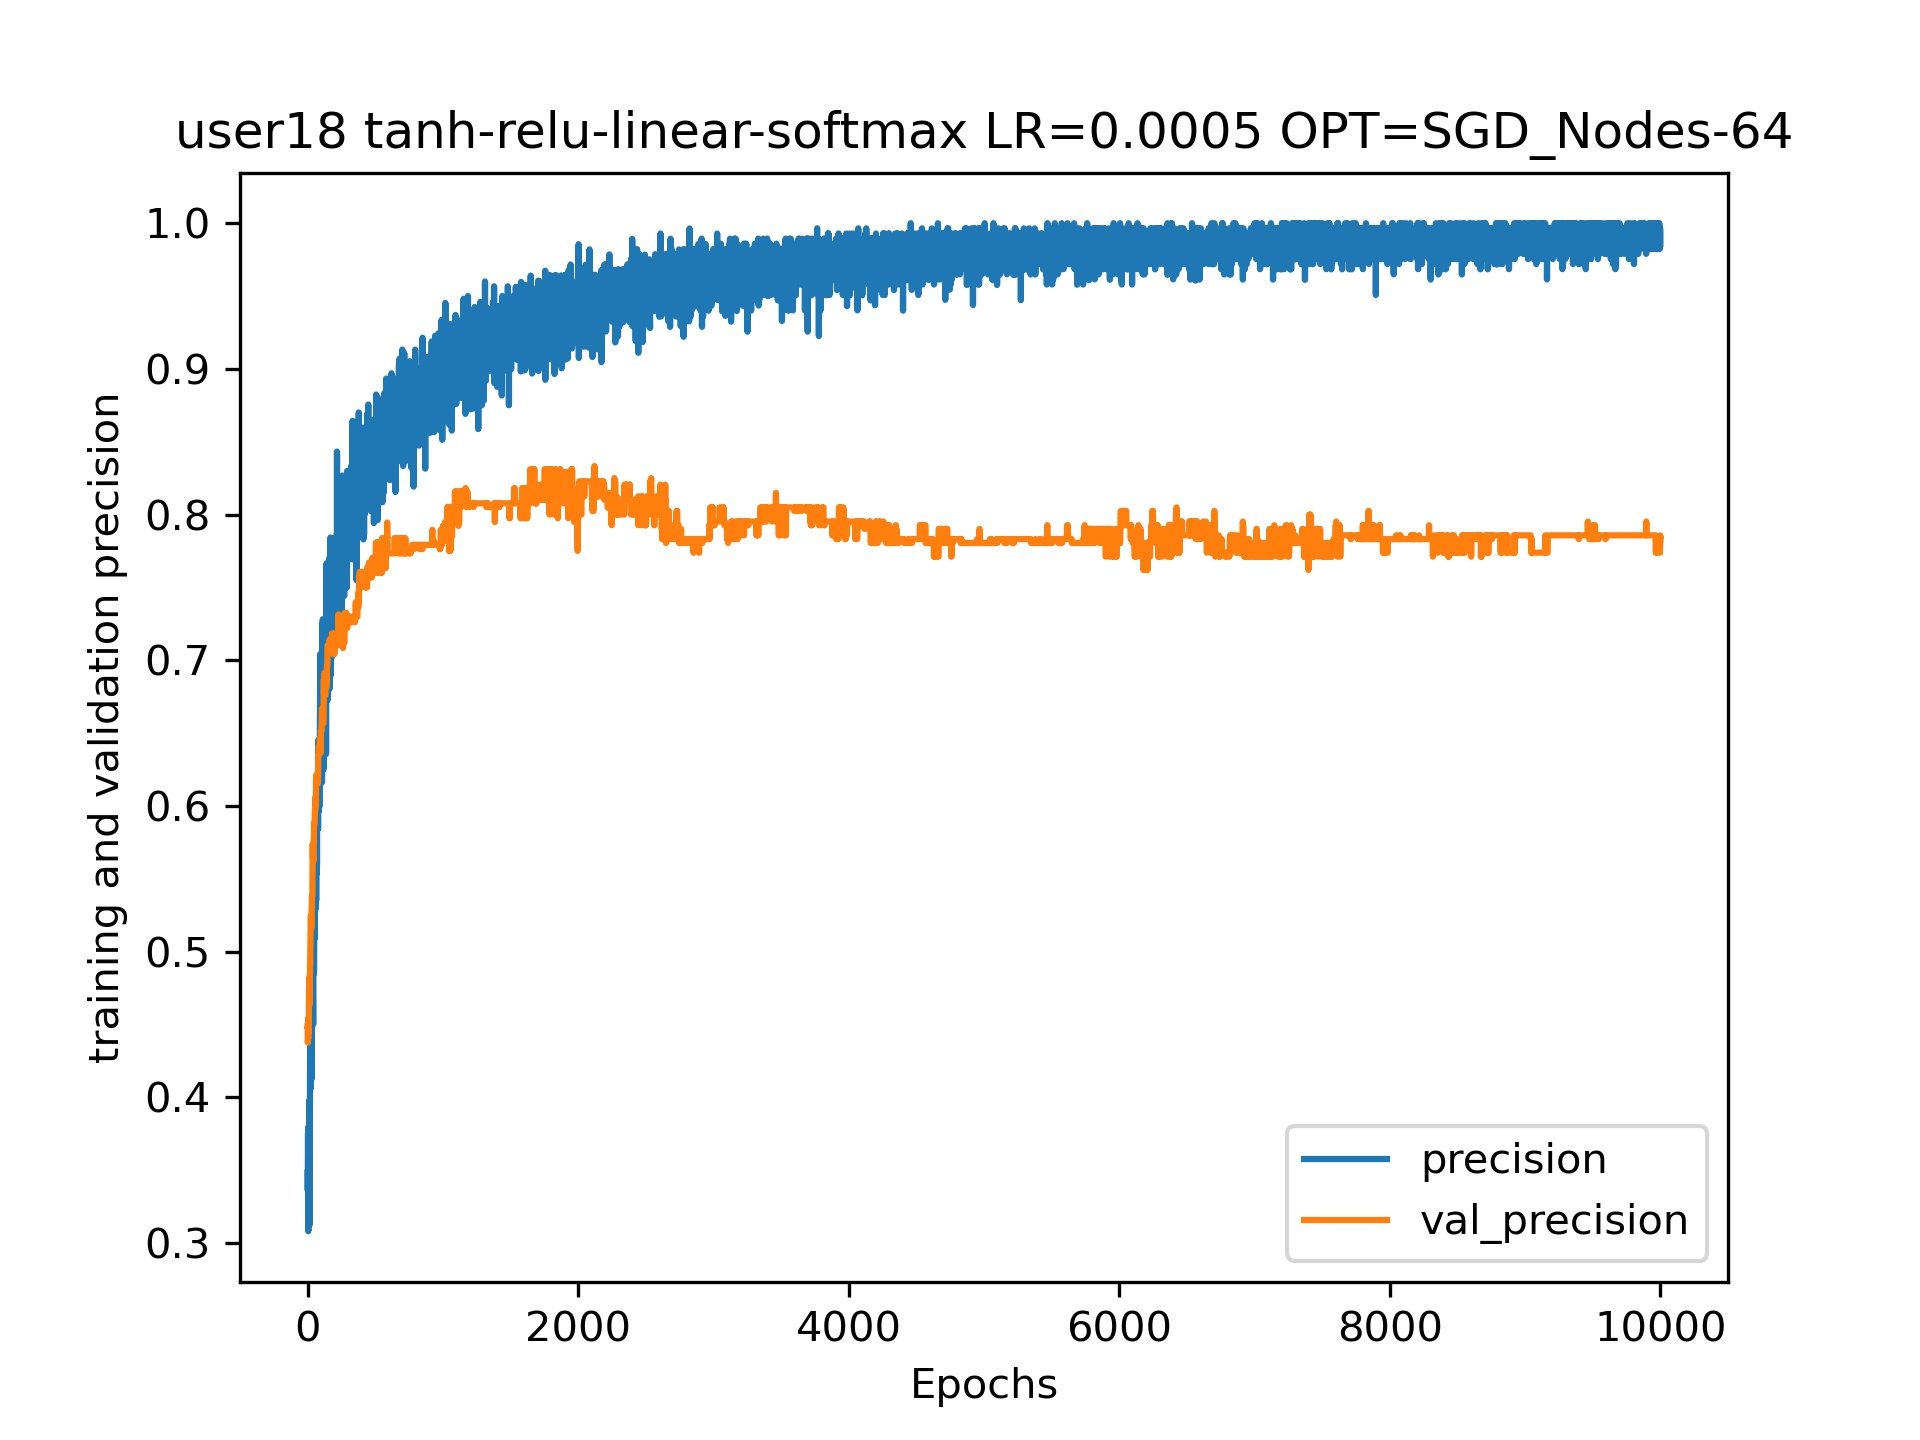 user18 tanh-relu-linear-softmax LR=0.0005 OPT=SGD_Nodes-64
training and validation precision
1.0
0.9
0.8
0.7
0.6
0.5
0.4
0.3
0 2000 4000 6000 8000 10000
Epochs
precision
val_precision